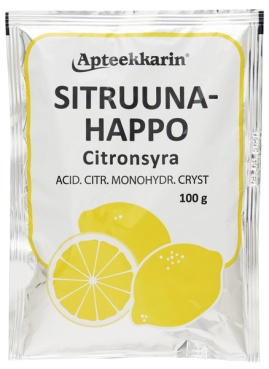 Apteekkarin®
SITRUUNA-
HAPPO
Citronsyra
ACID. CITR. MONOHYDR. CRYST
100 g